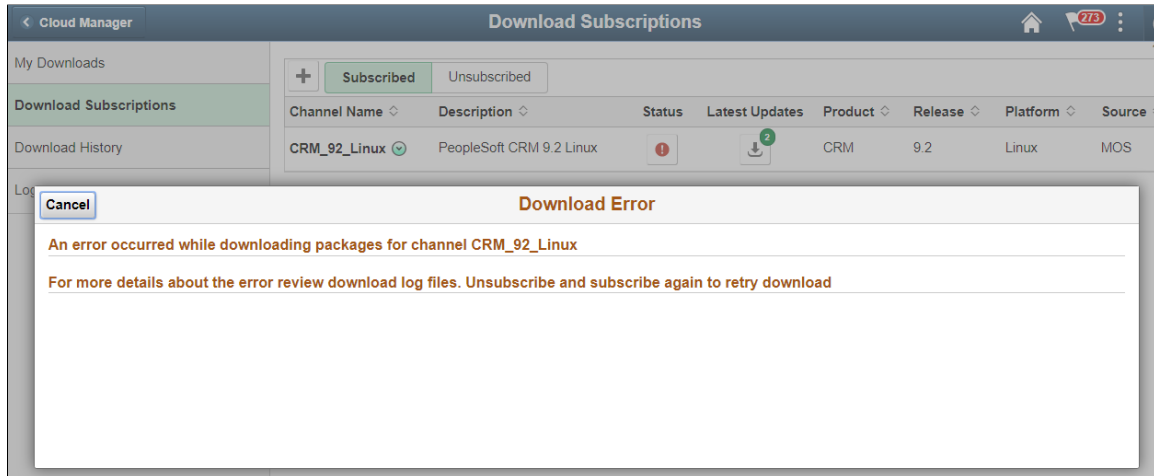 Cloud Manager
Download Subscriptions
273
My Downloads
Download Subscriptions
Download History
Log
Subscribed
Unsubscribed
Channel Name Description Status Latest Updates Product Release Platform Source
2
CRM_92_Linux PeopleSoft CRM 9.2 Linux CRM 9.2 Linux MOS
Cancel
Download Error
An error occurred while downloading packages for channel CRM_92_Linux
For more details about the error review download log files. Unsubscribe and subscribe again to retry download